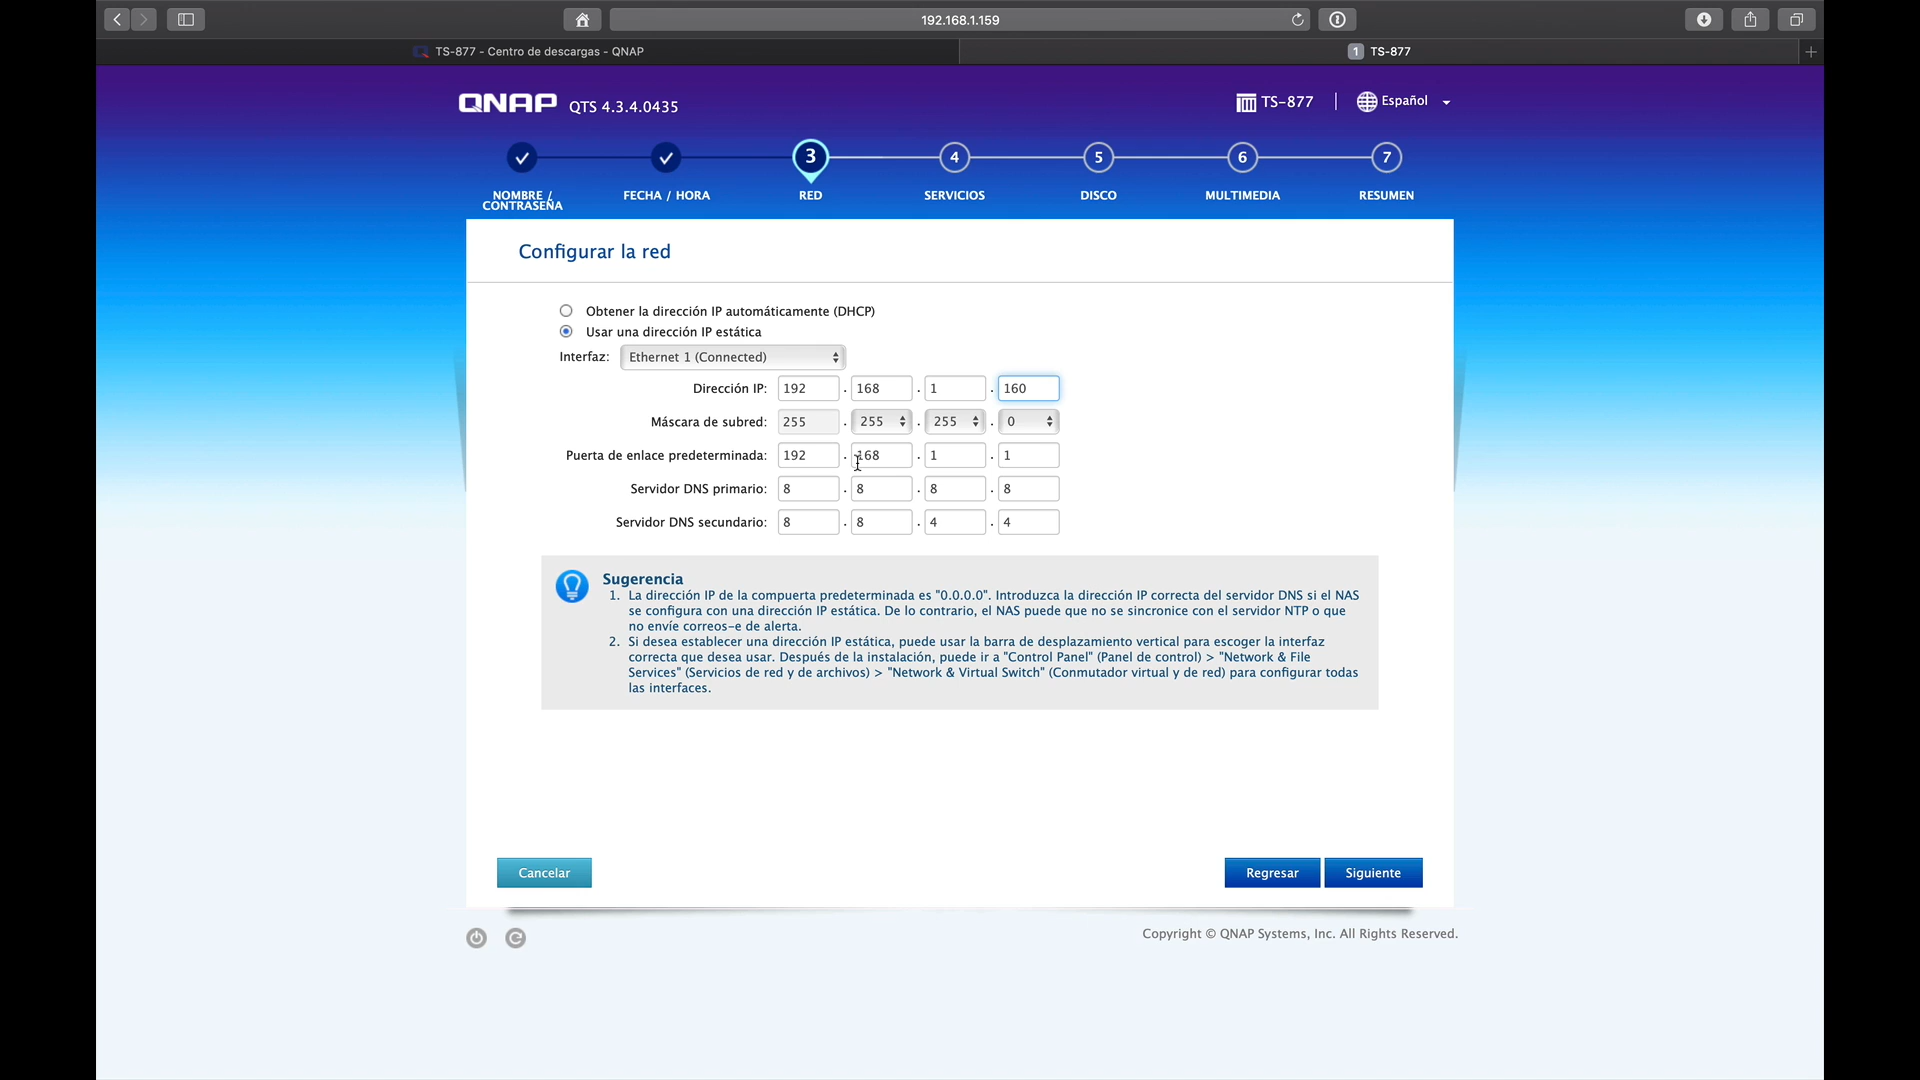 192.168.1.159
TS-877 - Centro de descargas - QNAP
1 TS-877
QNAP QTS 4.3.4.0435
TS-877 | Español
3 4 5 6 7
NOMBRE / CONTRASEÑA
FECHA / HORA
RED
SERVICIOS
DISCO
MULTIMEDIA
RESUMEN
Configurar la red
Obtener la dirección IP automáticamente (DHCP)
Usar una dirección IP estática
Interfaz: Ethernet 1 (Connected)
Dirección IP: 192 . 168 . 1 . 160
Máscara de subred: 255 . 255 . 255 . 0
Puerta de enlace predeterminada: 192 . 168 . 1 . 1
Servidor DNS primario: 8 . 8 . 8 . 8
Servidor DNS secundario: 8 . 8 . 4 . 4
Sugerencia
1. La dirección IP de la compuerta predeterminada es "0.0.0.0". Introduzca la dirección IP correcta del servidor DNS si el NAS
se configura con una dirección IP estática. De lo contrario, el NAS puede que no se sincronice con el servidor NTP o que
no envíe correos-e de alerta.
2. Si desea establecer una dirección IP estática, puede usar la barra de desplazamiento vertical para escoger la interfaz
correcta que desea usar. Después de la instalación, puede ir a "Control Panel" (Panel de control) > "Network & File
Services" (Servicios de red y de archivos) > "Network & Virtual Switch" (Conmutador virtual y de red) para configurar todas
las interfaces.
Cancelar
Regresar
Siguiente
Copyright © QNAP Systems, Inc. All Rights Reserved.